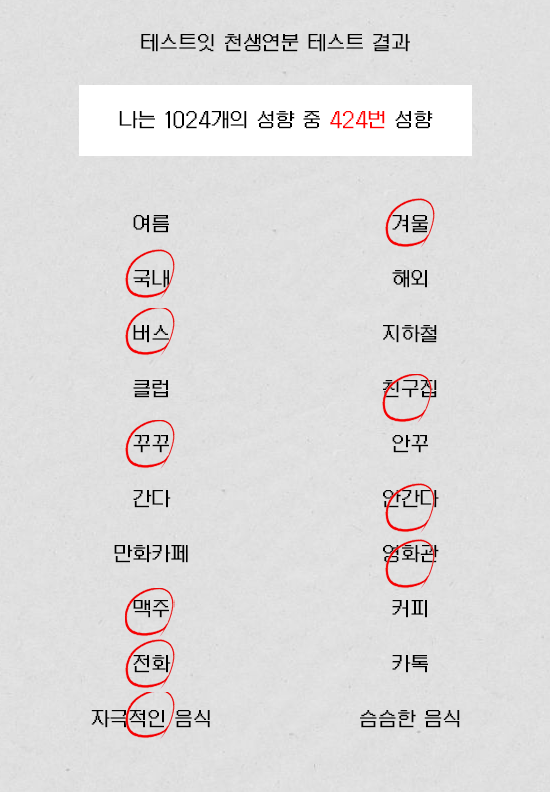 테스트잇 천생연분 테스트 결과
나는 1024개의 성향 중 424번 성향
여름 겨울
국내 해외
버스 지하철
클럽 친구집
꾸꾸 안꾸
간다 안간다
만화카페 영화관
맥주 커피
전화 카톡
자극적인 음식 슴슴한 음식